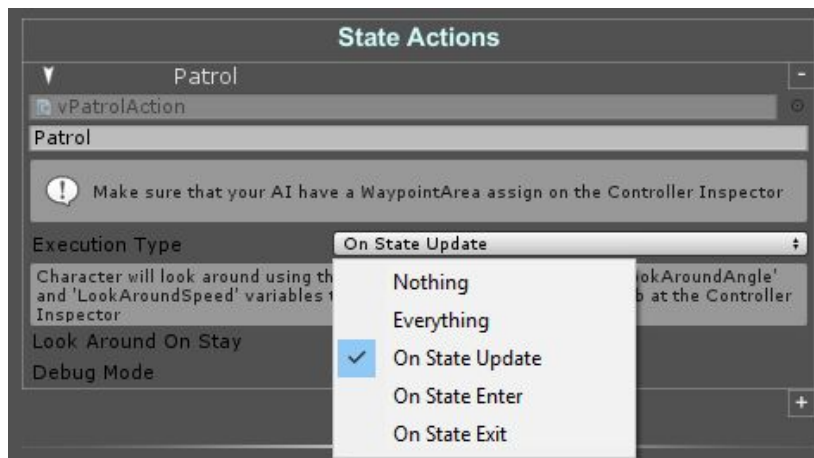 State Actions
Patrol
-
vPatrolAction
Patrol
Make sure that your AI have a WaypointArea assign on the Controller Inspector
Execution Type
On State Update
Character will look around using th
and 'LookAroundSpeed' variables
at the Controller
Inspector
Nothing
Everything
On State Update
On State Enter
On State Exit
Look Around On Stay
Debug Mode
+